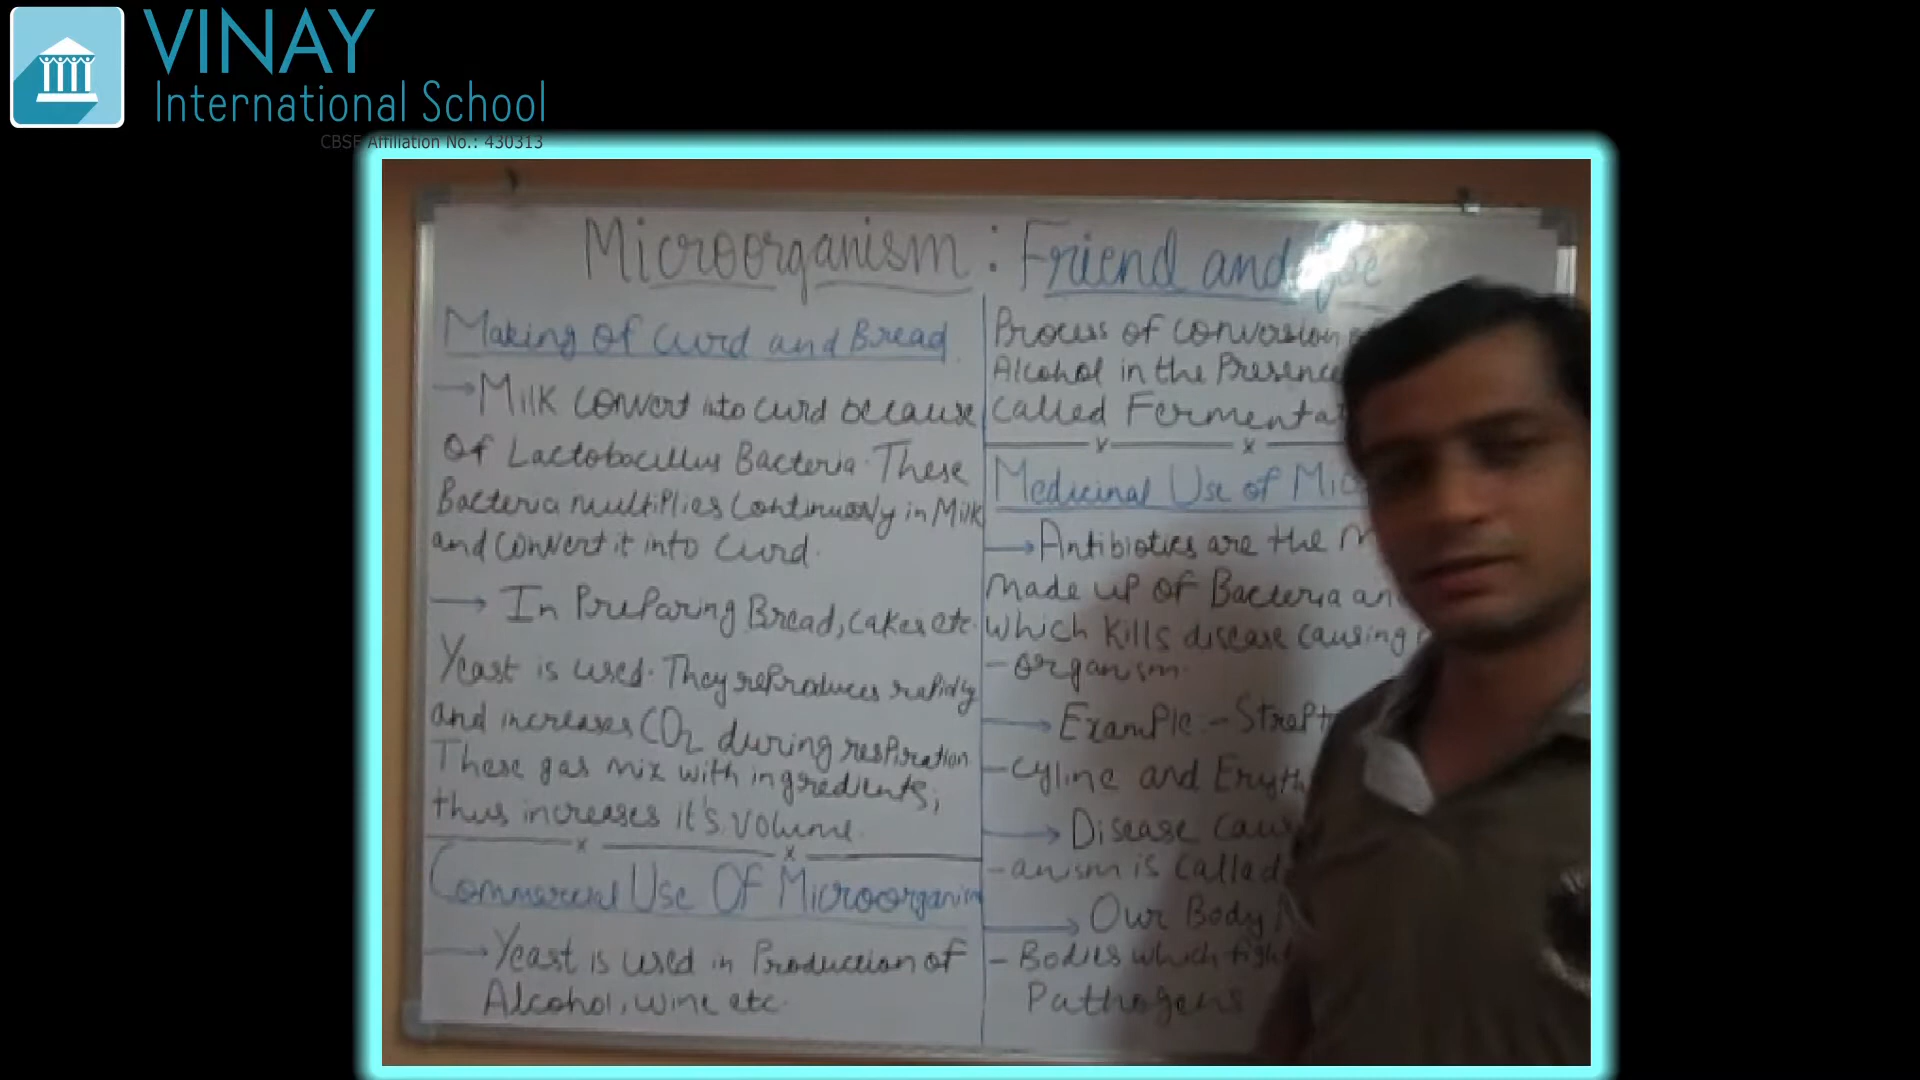 VINAY
International School
CBSE Affiliation No.: 430313
Microorganism : Friend and
Making of Curd and Bread
→ Milk convert into curd because
Of Lactobacillus Bacteria. These
Bacteria multiplies continuously in Milk
and convert it into Curd.
→ In Preparing Bread, cakes etc.
Yeast is used. They reproduces rapidly
and increases CO2 during respiration
These gas mix with ingredients,
thus increases it's volume.
x x
Commercial Use Of Microorganism
→ Yeast is used in Production of
Alcohol, wine etc.
Process of conversion
Alcohol in the Presence
called Fermentat
x x
Medicinal Use of Mic
→ Antibiotics are the M
Made up of Bacteria an
which kills disease causing
-organism.
→ Example - Strept
-cyline and Eryth
→ Disease cau
-anism is called
→ Our Body
- Bodies which figh
Pathogens